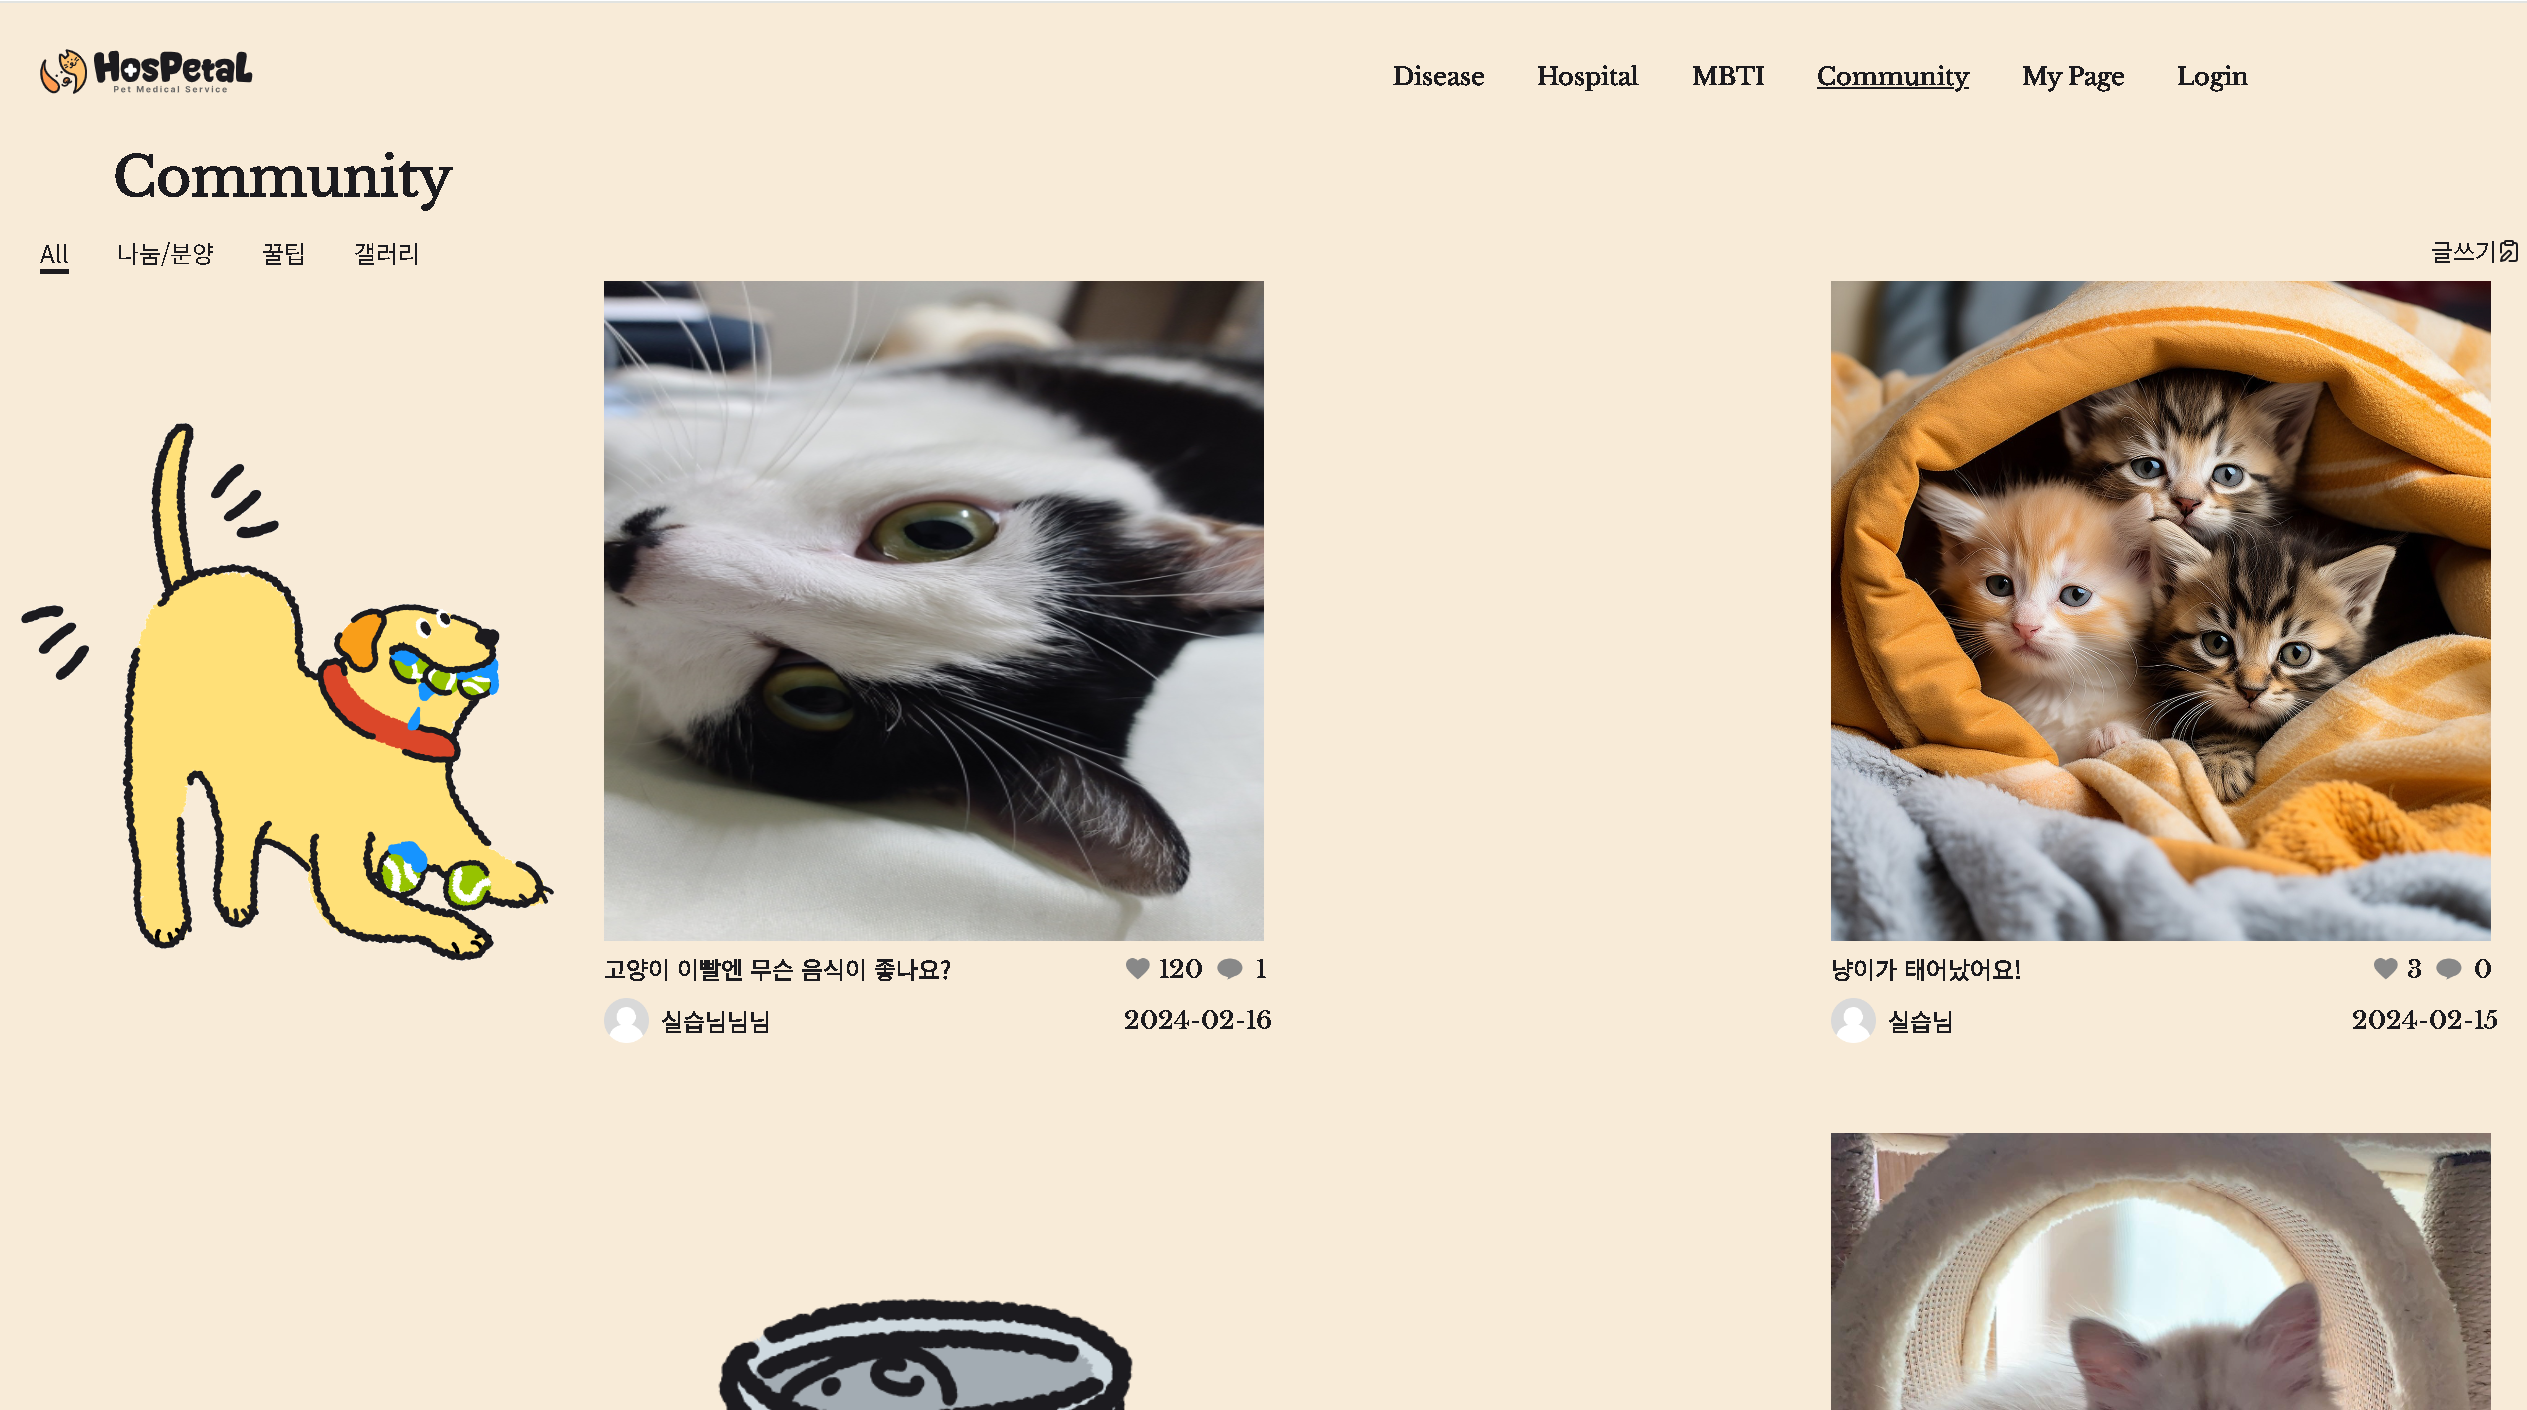 HosPetaL
Pet Medical Service
Disease Hospital MBTI Community My Page Login
Community
All 나눔/분양 꿀팁 갤러리 글쓰기
고양이 이빨엔 무슨 음식이 좋나요? 120 1
실습님님님 2024-02-16
냥이가 태어났어요! 3 0
실습님 2024-02-15